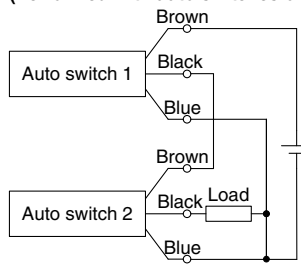 Brown
Black
Auto switch 1
Blue
Brown
Black Load
Auto switch 2
Blue